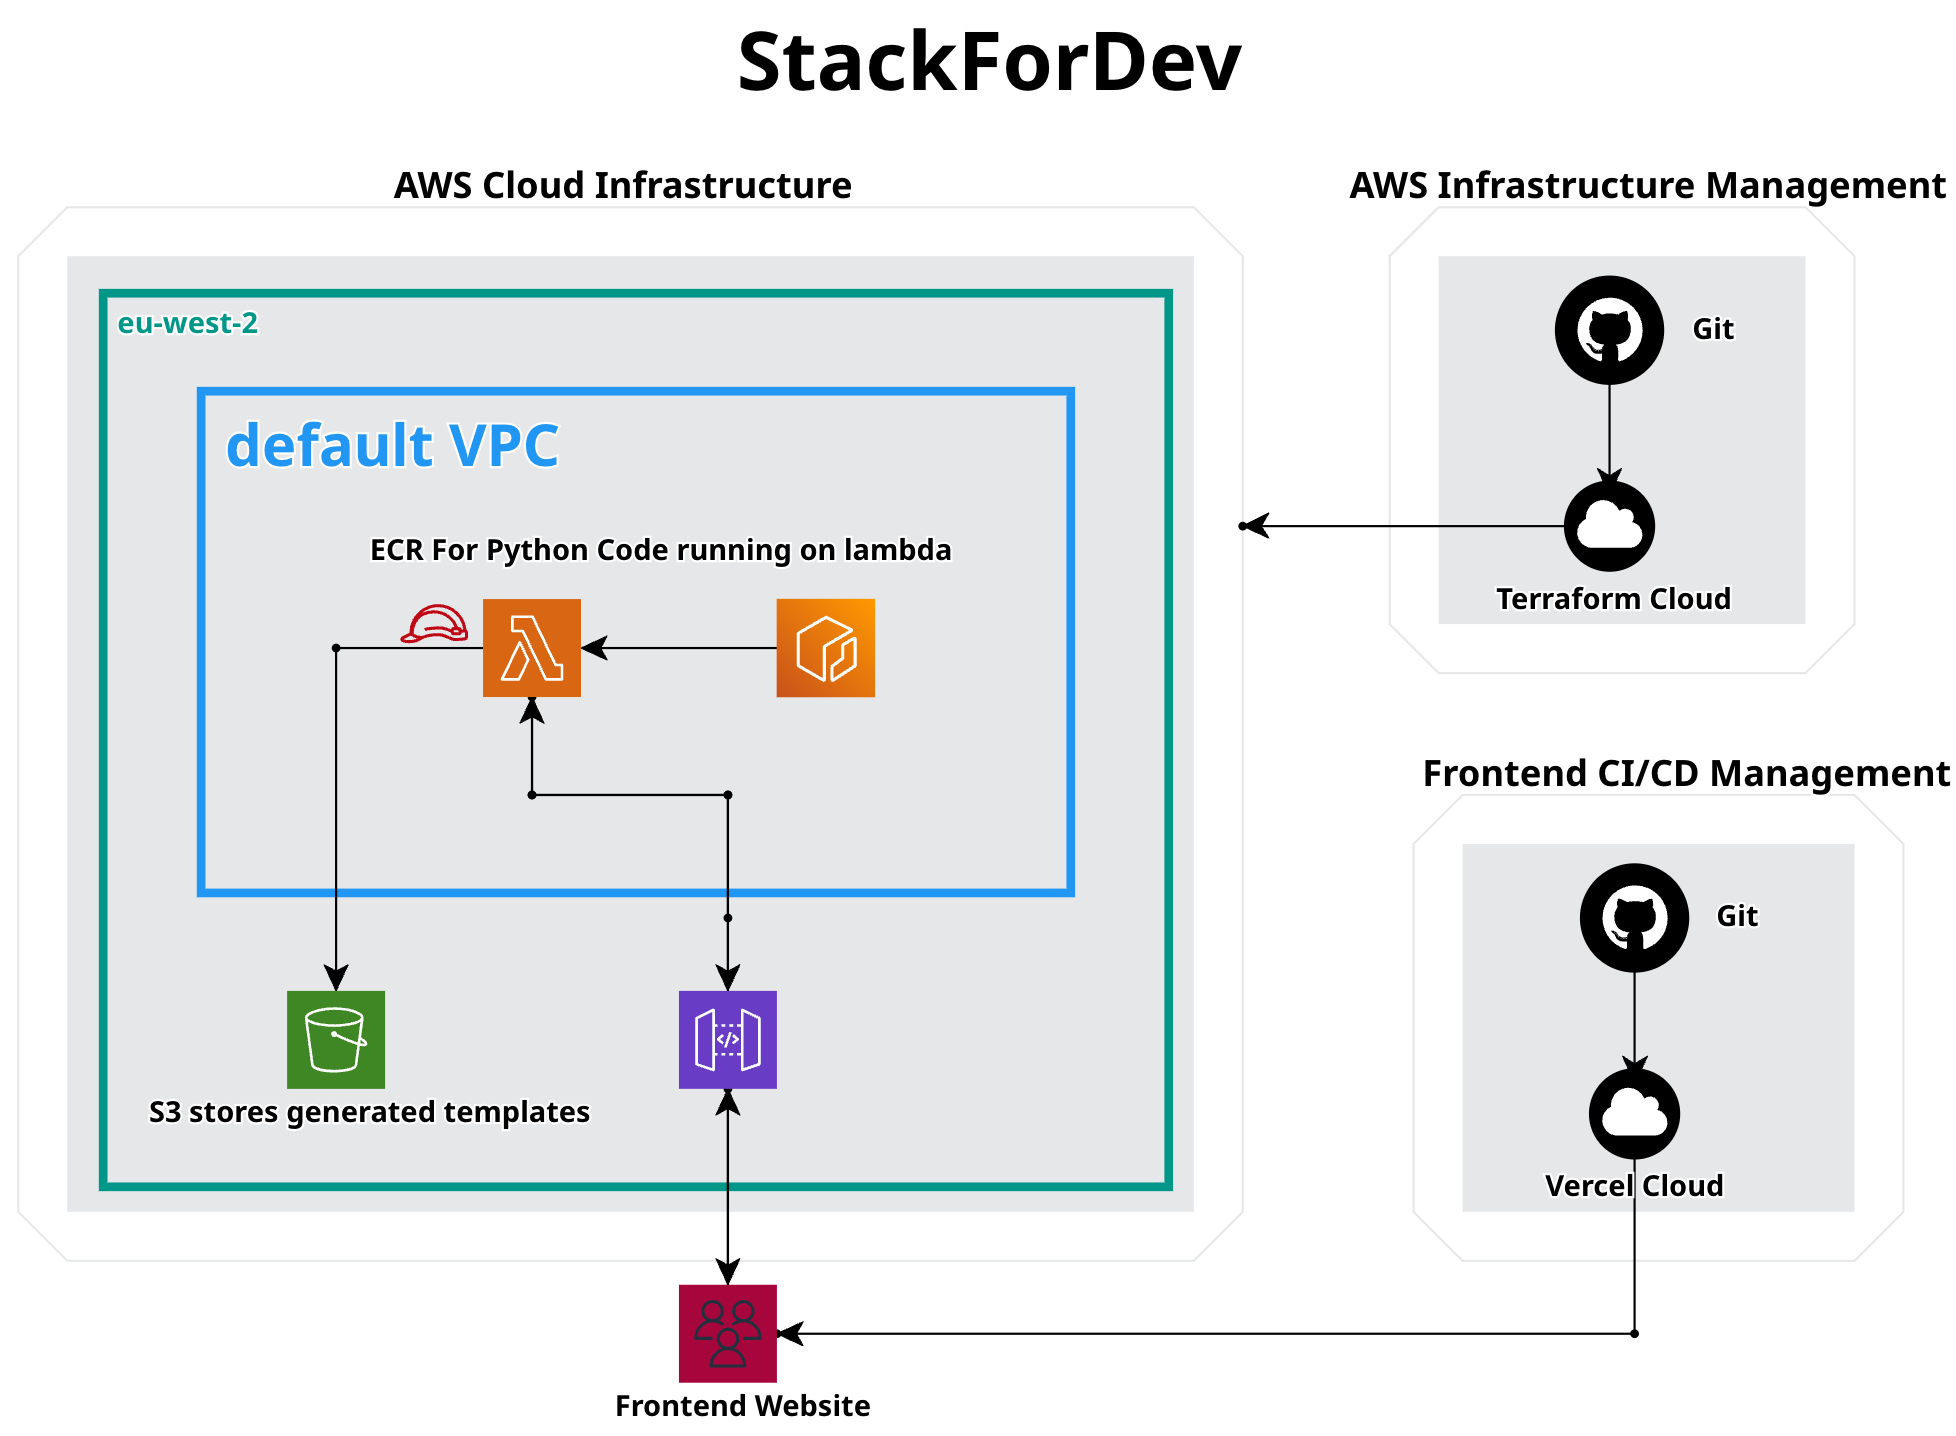 StackForDev
AWS Cloud Infrastructure
AWS Infrastructure Management
eu-west-2
Git
default VPC
ECR For Python Code running on lambda
Terraform Cloud
Frontend CI/CD Management
Git
S3 stores generated templates
Vercel Cloud
Frontend Website